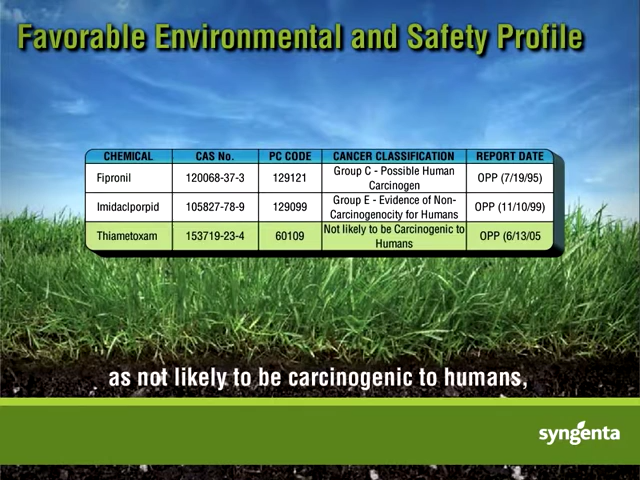 Favorable Environmental and Safety Profile
CHEMICAL CAS No. PC CODE CANCER CLASSIFICATION REPORT DATE
Fipronil 120068-37-3 129121 Group C - Possible Human Carcinogen OPP (7/19/95)
Imidaclporpid 105827-78-9 129099 Group E - Evidence of Non-Carcinogenocity for Humans OPP (11/10/99)
Thiametoxam 153719-23-4 60109 Not likely to be Carcinogenic to Humans OPP (6/13/05
as not likely to be carcinogenic to humans,
syngenta